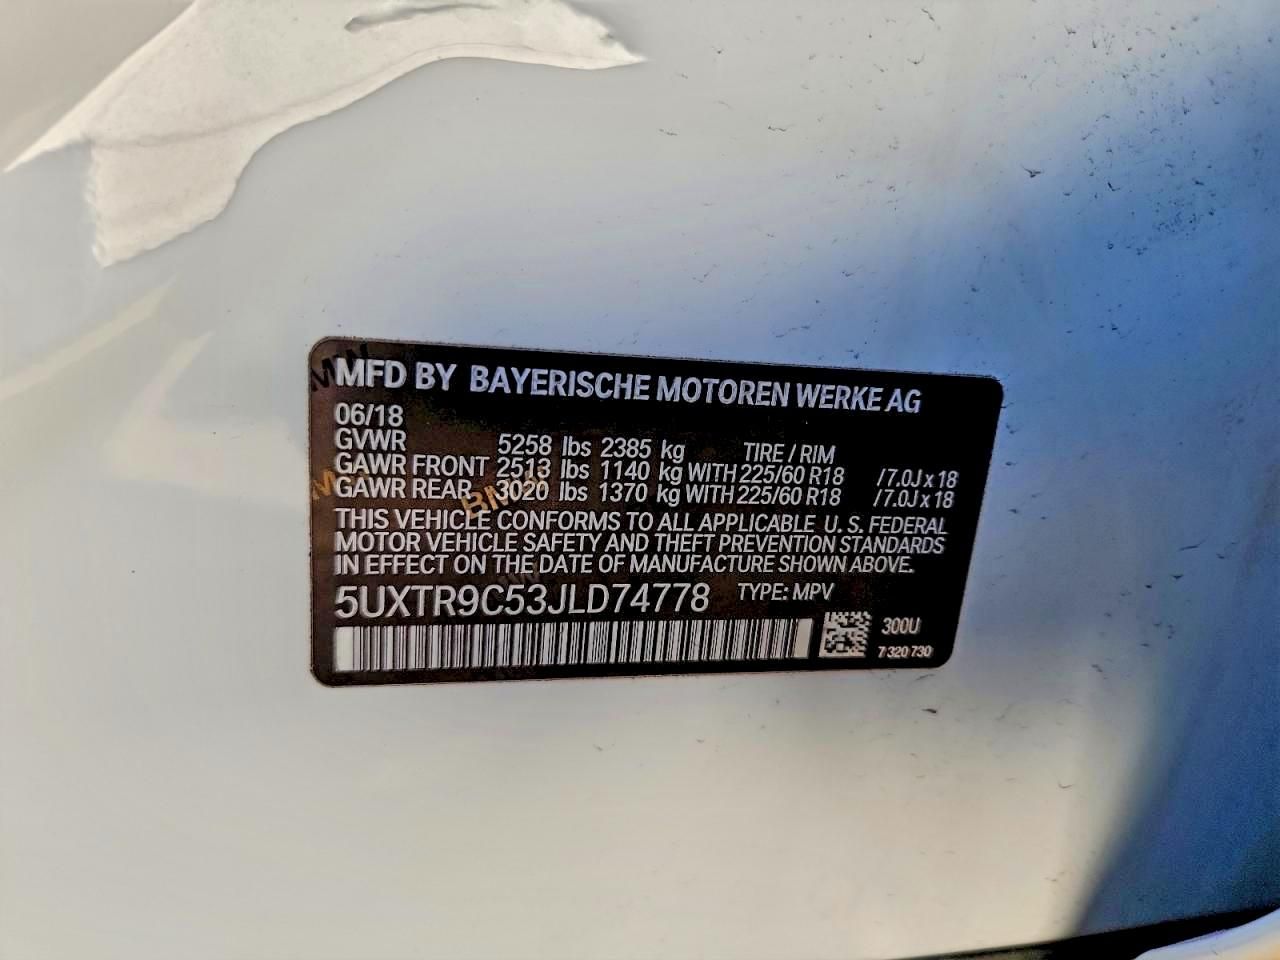 MFD BY BAYERISCHE MOTOREN WERKE AG
06/18
GVWR 5258 lbs 2385 kg TIRE / RIM
GAWR FRONT 2513 lbs 1140 kg WITH 225/60 R18 /7.0J x 18
GAWR REAR 3020 lbs 1370 kg WITH 225/60 R18 /7.0J x 18
THIS VEHICLE CONFORMS TO ALL APPLICABLE U. S. FEDERAL
MOTOR VEHICLE SAFETY AND THEFT PREVENTION STANDARDS
IN EFFECT ON THE DATE OF MANUFACTURE SHOWN ABOVE.
5UXTR9C53JLD74778 TYPE: MPV
300U
7 320 730